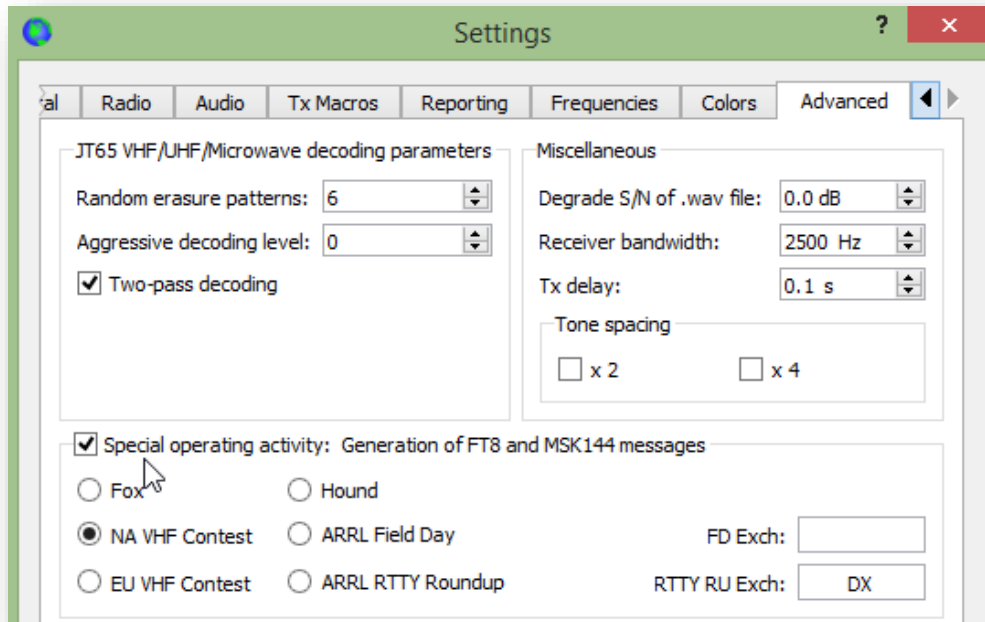 Settings
?
al Radio Audio Tx Macros Reporting Frequencies Colors Advanced
JT65 VHF/UHF/Microwave decoding parameters
Random erasure patterns: 6
Aggressive decoding level: 0
Two-pass decoding
Miscellaneous
Degrade S/N of .wav file: 0.0 dB
Receiver bandwidth: 2500 Hz
Tx delay: 0.1 s
Tone spacing
x 2 x 4
Special operating activity: Generation of FT8 and MSK144 messages
Fox Hound
NA VHF Contest ARRL Field Day FD Exch:
EU VHF Contest ARRL RTTY Roundup RTTY RU Exch: DX